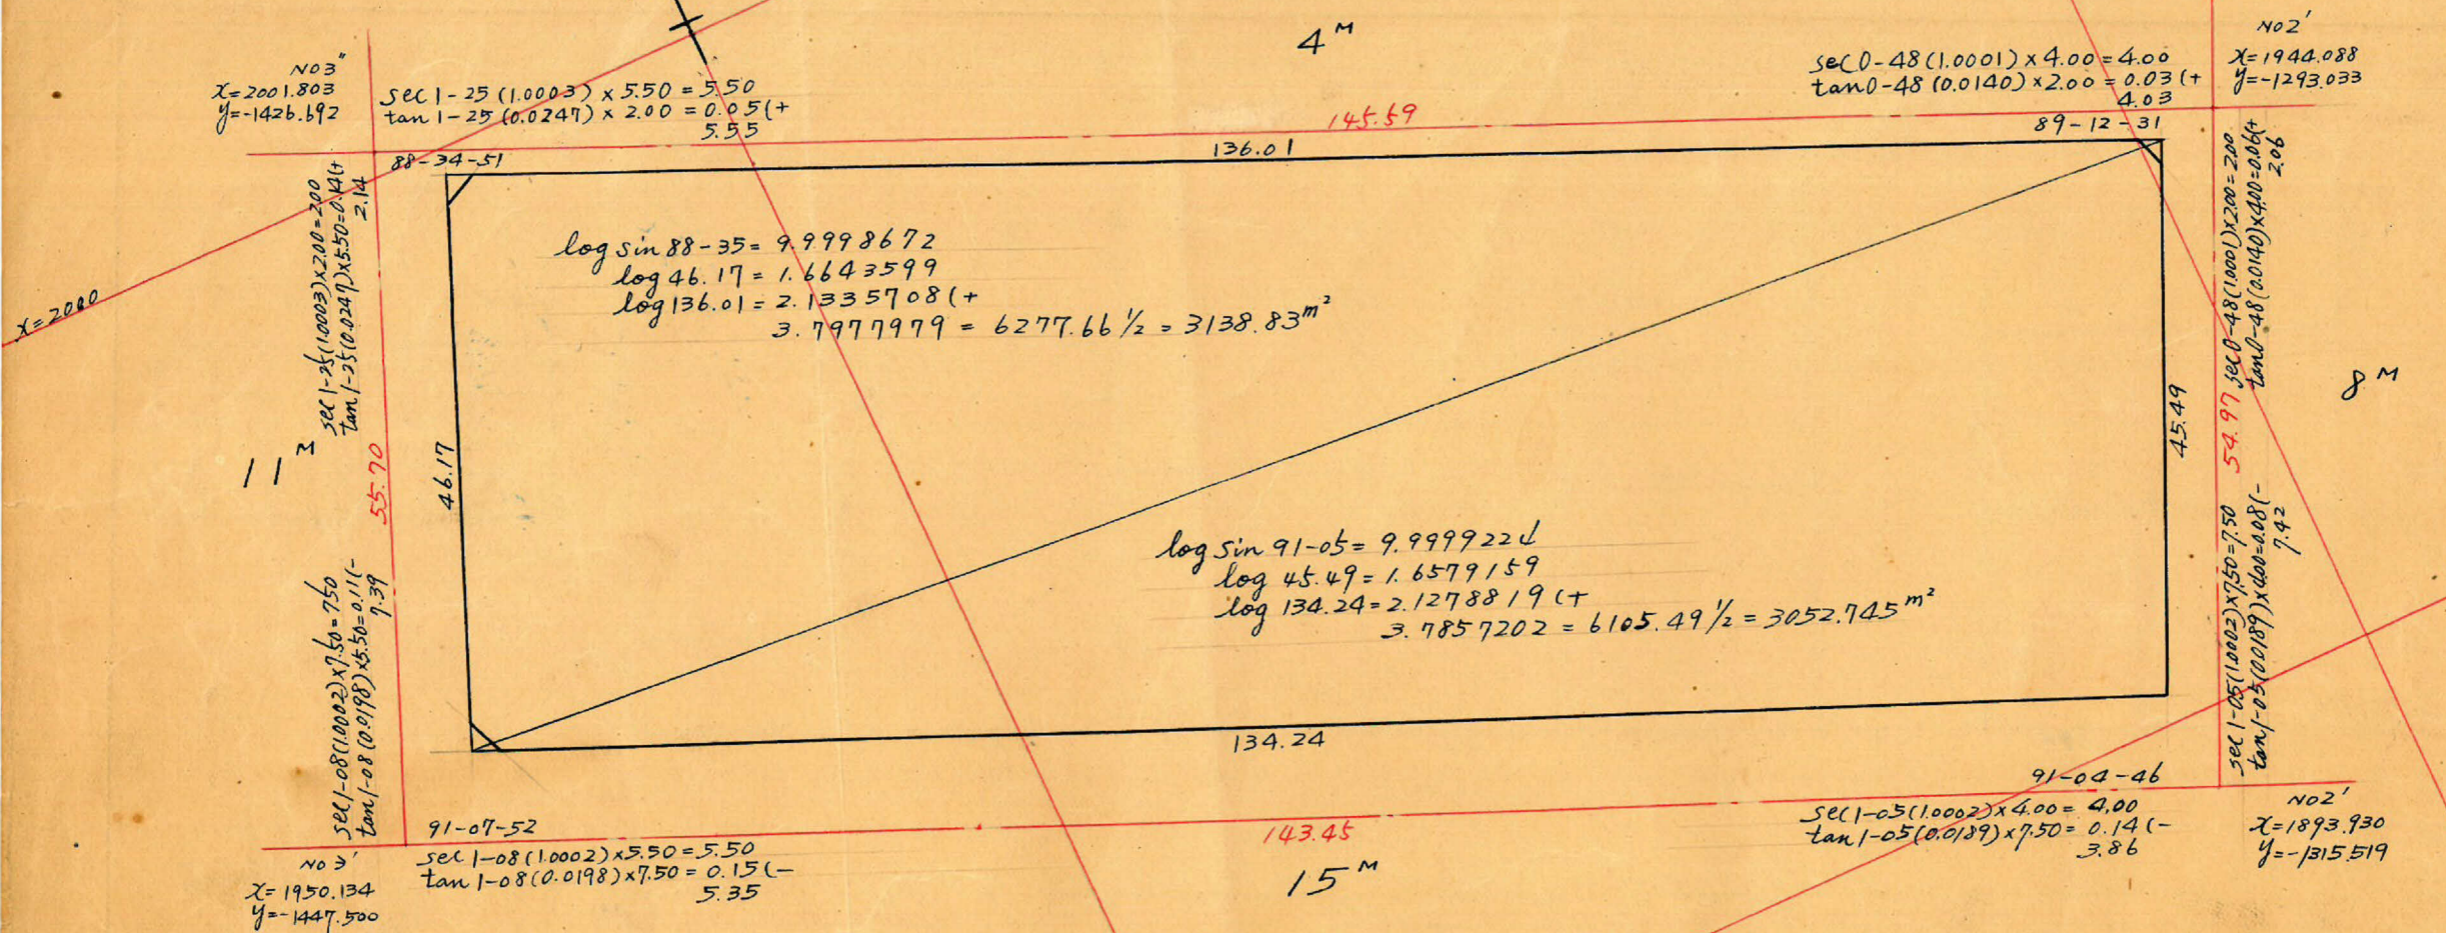 4 M
NO3"
X=2001.803
y=-1426.692
sec 1-25 (1.0003) x 5.50 = 5.50
tan 1-25 (0.0247) x 2.00 = 0.05(+
5.55
sec 0-48 (1.0001) x 4.00 = 4.00
tan 0-48 (0.0140) x 2.00 = 0.03 (+
4.03
NO2'
X=1944.088
y=-1293.033
145.59
88-34-51
136.01
89-12-31
sec 1-25 (1.0003) x 2.00 = 2.00
tan 1-25 (0.0247) x 5.50 = 0.14(+
2.14
sec 0-48 (1.0001) x 2.00 = 2.00
tan 0-48 (0.0140) x 4.00 = 0.06(+
2.06
log sin 88-35 = 9.9998672
log 46.17 = 1.6643599
log 136.01 = 2.1335708 (+
3.7977979 = 6277.66 1/2 = 3138.83 m²
X=2000
11 M
55.70
46.17
45.49
54.97
8 M
log sin 91-05 = 9.9999224
log 45.49 = 1.6579159
log 134.24 = 2.1278819 (+
3.7857202 = 6105.49 1/2 = 3052.745 m²
sec 1-08 (1.0002) x 7.50 = 7.50
tan 1-08 (0.0198) x 5.50 = 0.11 (-
7.39
sec 1-05 (1.0002) x 7.50 = 7.50
tan 1-05 (0.0189) x 4.00 = 0.08 (-
7.42
134.24
91-07-52
91-04-46
143.45
NO3'
X=1950.134
y=-1447.500
sec 1-08 (1.0002) x 5.50 = 5.50
tan 1-08 (0.0198) x 7.50 = 0.15 (-
5.35
15 M
sec 1-05 (1.0002) x 4.00 = 4.00
tan 1-05 (0.0189) x 7.50 = 0.14 (-
3.86
NO2'
X=1893.930
y=-1315.519